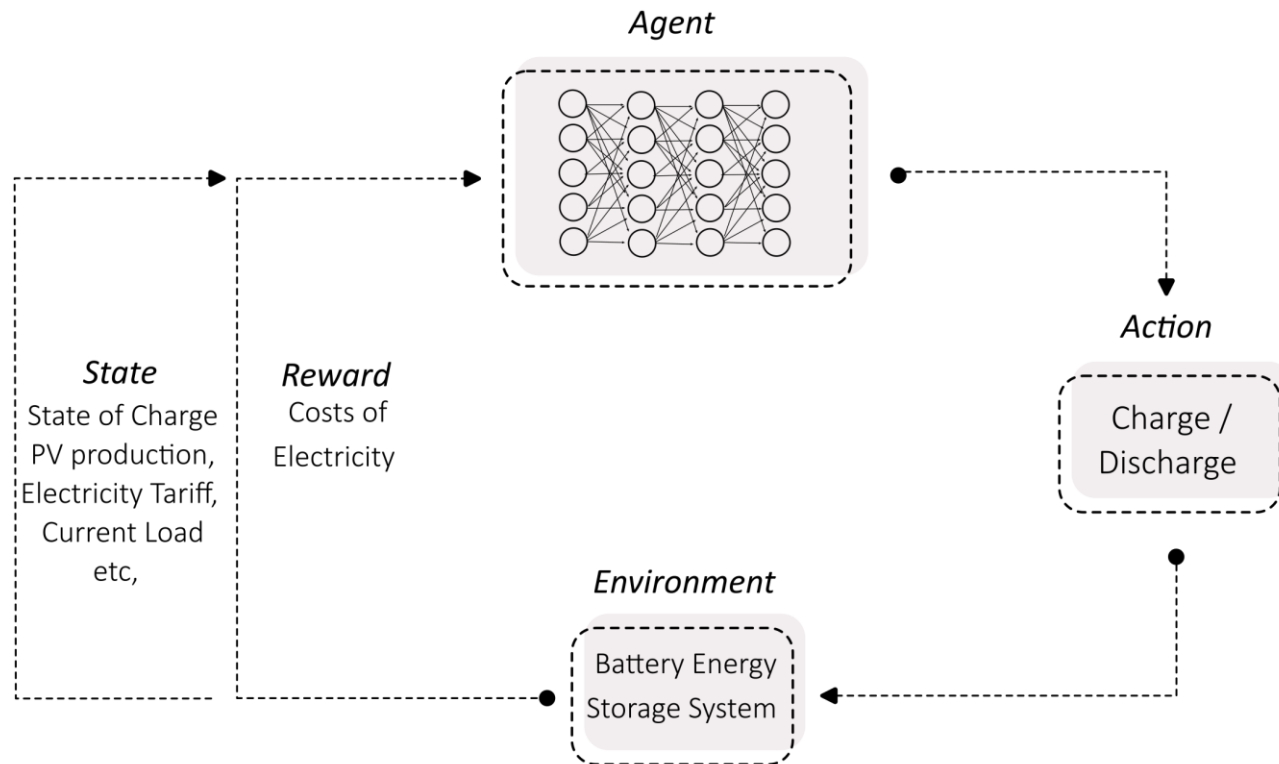 Agent
Action
Charge /
Discharge
State
State of Charge
PV production,
Electricity Tariff,
Current Load
etc,
Reward
Costs of
Electricity
Environment
Battery Energy
Storage System